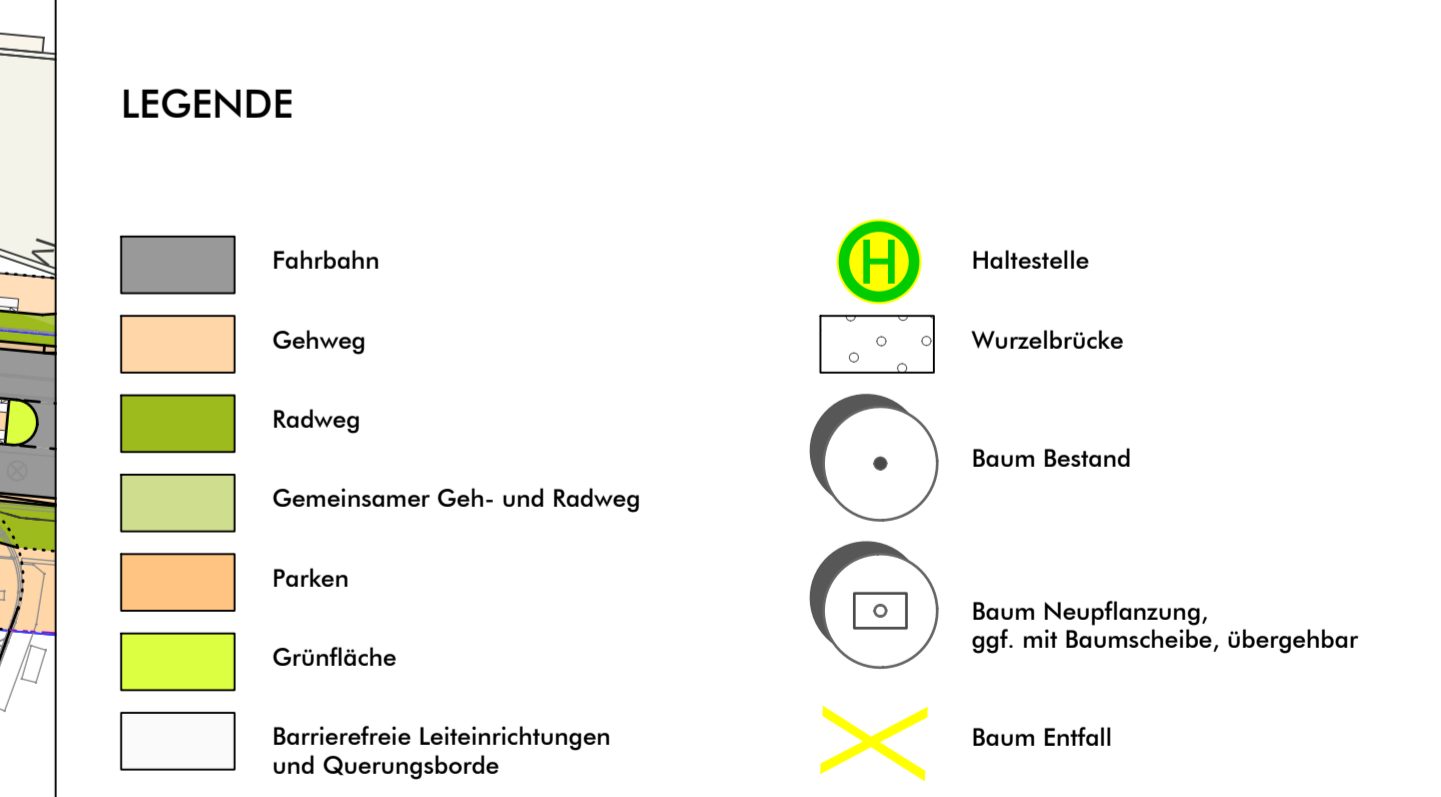 LEGENDE
Fahrbahn
Gehweg
Radweg
Gemeinsamer Geh- und Radweg
Parken
Grünfläche
Barrierefreie Leiteinrichtungen
und Querungsborde
H
Haltestelle
Wurzelbrücke
Baum Bestand
Baum Neupflanzung,
ggf. mit Baumscheibe, übergehbar
Baum Entfall